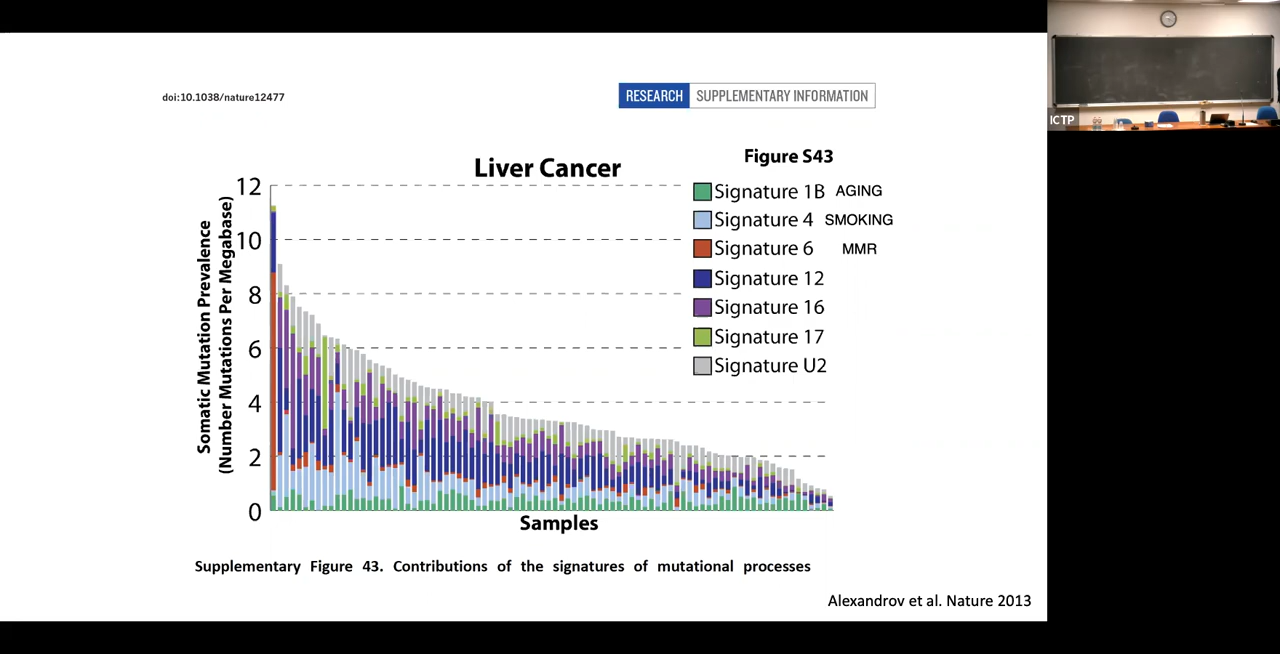 doi:10.1038/nature12477
RESEARCH SUPPLEMENTARY INFORMATION
ICTP
Figure S43
Liver Cancer
Signature 1B AGING
Signature 4 SMOKING
Signature 6 MMR
Signature 12
Signature 16
Signature 17
Signature U2
Somatic Mutation Prevalence
(Number Mutations Per Megabase)
12
10
8
6
4
2
0
Samples
Supplementary Figure 43. Contributions of the signatures of mutational processes
Alexandrov et al. Nature 2013